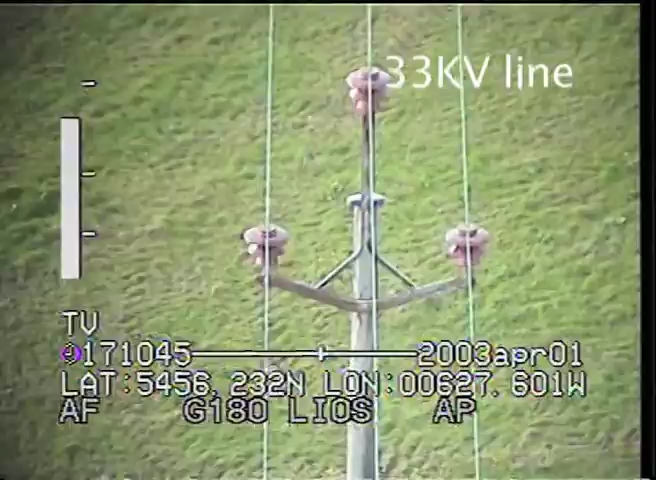 33KV line
TV
171045 2003apr01
LAT:5456.232N LON:00627.601W
AF G180 LIOS AP